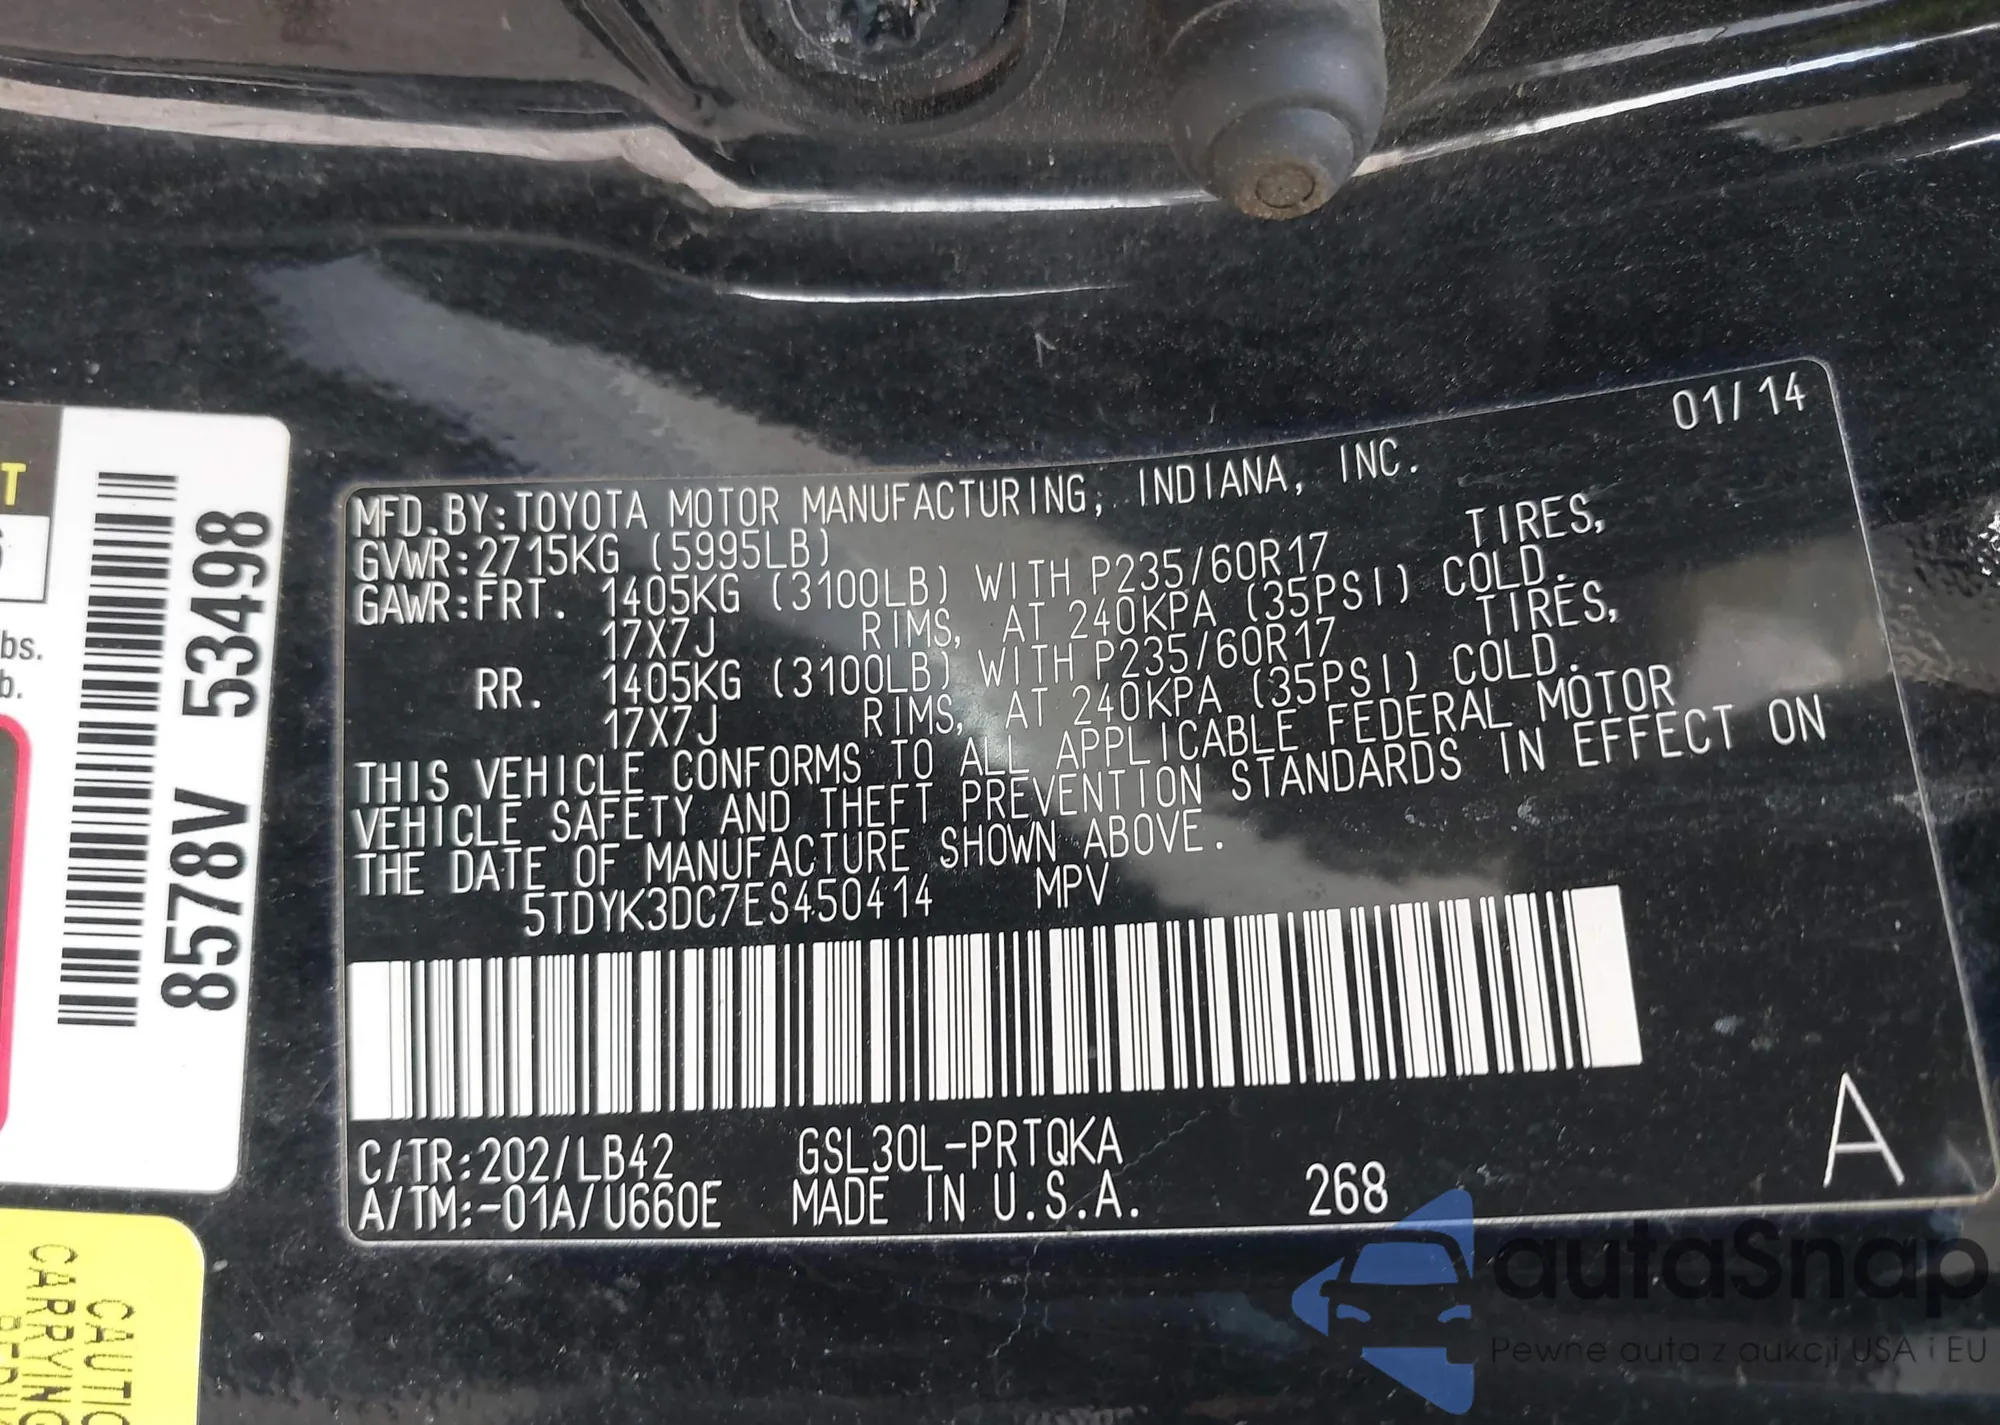 01/14
MFD.BY:TOYOTA MOTOR MANUFACTURING, INDIANA, INC.
GVWR:2715KG (5995LB)
GAWR:FRT. 1405KG (3100LB) WITH P235/60R17 TIRES,
17X7J RIMS, AT 240KPA (35PSI) COLD.
RR. 1405KG (3100LB) WITH P235/60R17 TIRES,
17X7J RIMS, AT 240KPA (35PSI) COLD.
THIS VEHICLE CONFORMS TO ALL APPLICABLE FEDERAL MOTOR
VEHICLE SAFETY AND THEFT PREVENTION STANDARDS IN EFFECT ON
THE DATE OF MANUFACTURE SHOWN ABOVE.
5TDYK3DC7ES450414 MPV
C/TR:202/LB42 GSL30L-PRTQKA
A/TM:-01A/U660E MADE IN U.S.A. 268
A
8578V 53498
T
bs.
b.
CAUTIO
CARRYING
autaSnap
Pewne auta z aukcji USA i EU